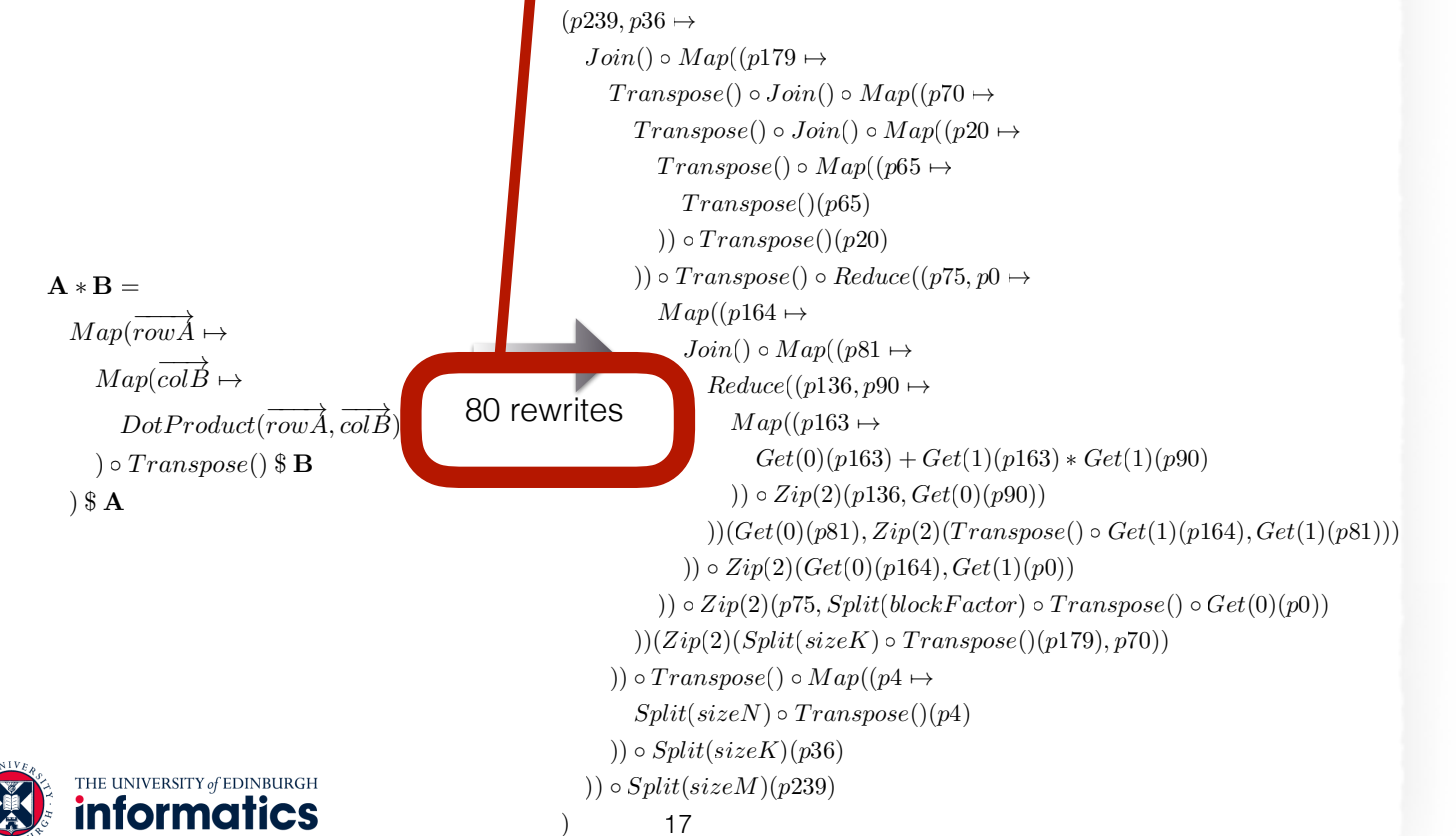 A ∗ B =
Map(rowA ↦
Map(colB ↦
DotProduct(rowA, colB)
) ∘ Transpose() $ B
) $ A
80 rewrites
(p239, p36 ↦
Join() ∘ Map((p179 ↦
Transpose() ∘ Join() ∘ Map((p70 ↦
Transpose() ∘ Join() ∘ Map((p20 ↦
Transpose() ∘ Map((p65 ↦
Transpose()(p65)
)) ∘ Transpose()(p20)
)) ∘ Transpose() ∘ Reduce((p75, p0 ↦
Map((p164 ↦
Join() ∘ Map((p81 ↦
Reduce((p136, p90 ↦
Map((p163 ↦
Get(0)(p163) + Get(1)(p163) ∗ Get(1)(p90)
)) ∘ Zip(2)(p136, Get(0)(p90))
))(Get(0)(p81), Zip(2)(Transpose() ∘ Get(1)(p164), Get(1)(p81)))
)) ∘ Zip(2)(Get(0)(p164), Get(1)(p0))
)) ∘ Zip(2)(p75, Split(blockFactor) ∘ Transpose() ∘ Get(0)(p0))
))(Zip(2)(Split(sizeK) ∘ Transpose()(p179), p70))
)) ∘ Transpose() ∘ Map((p4 ↦
Split(sizeN) ∘ Transpose()(p4)
)) ∘ Split(sizeK)(p36)
)) ∘ Split(sizeM)(p239)
)
THE UNIVERSITY of EDINBURGH
informatics
17